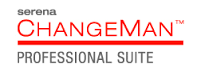 serena
CHANGEMAN™
PROFESSIONAL SUITE